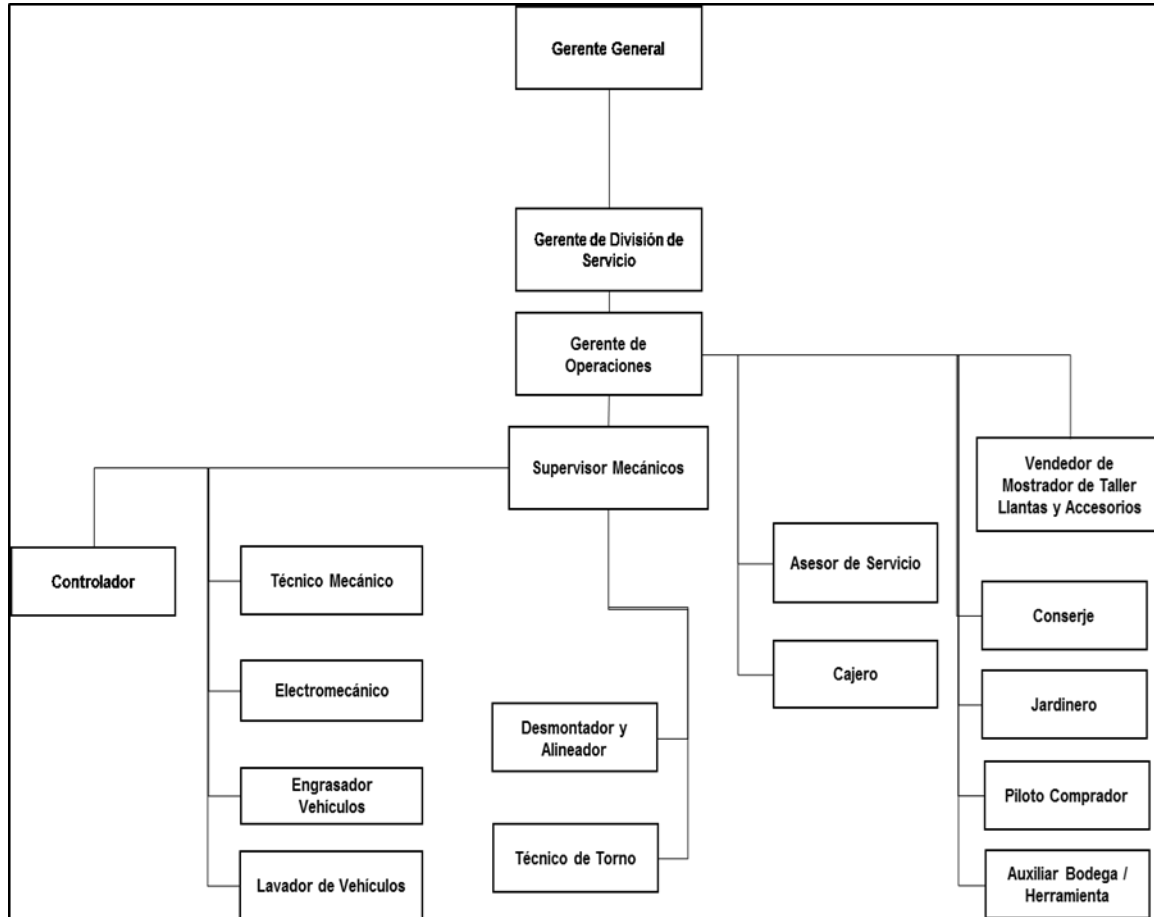 Gerente General
Gerente de División de
Servicio
Gerente de
Operaciones
Supervisor Mecánicos
Vendedor de
Mostrador de Taller
Llantas y Accesorios
Controlador
Técnico Mecánico
Asesor de Servicio
Conserje
Electromecánico
Cajero
Jardinero
Desmontador y
Alineador
Engrasador
Vehículos
Piloto Comprador
Técnico de Torno
Lavador de Vehículos
Auxiliar Bodega /
Herramienta